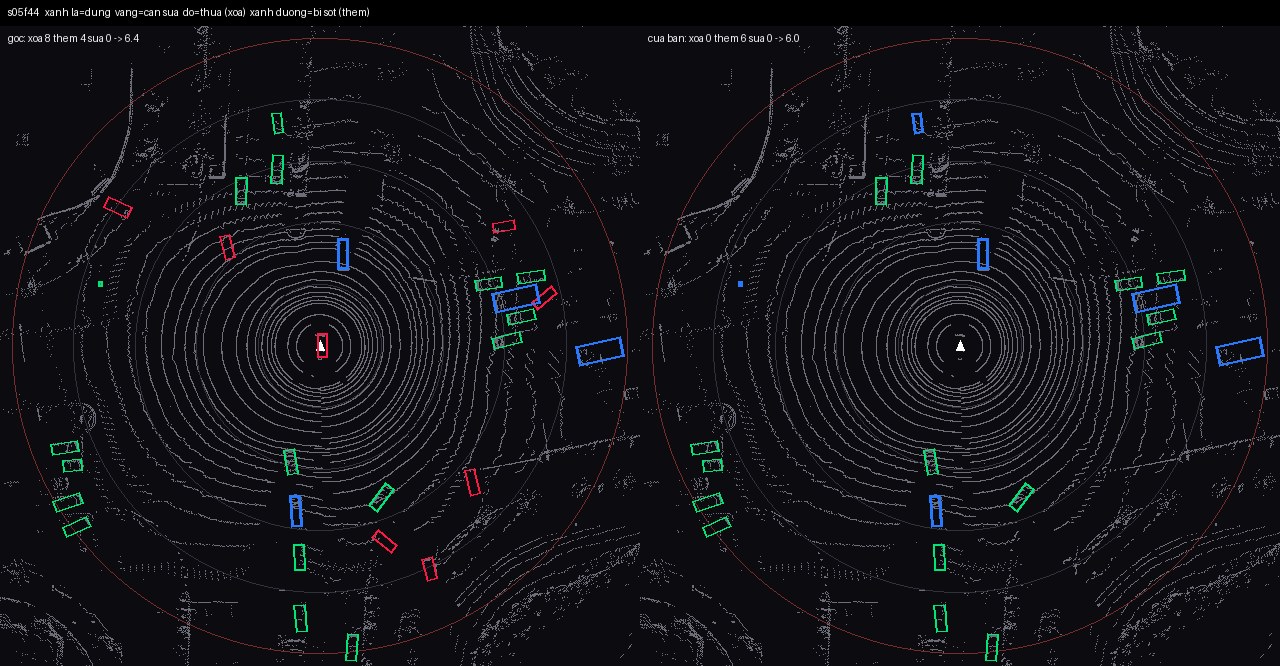 s05f44 xanh la=dung vang=can sua do=thua (xoa) xanh duong=bi sot (them)
goc: xoa 8 them 4 sua 0 -> 6.4
cua ban: xoa 0 them 6 sua 0 -> 6.0